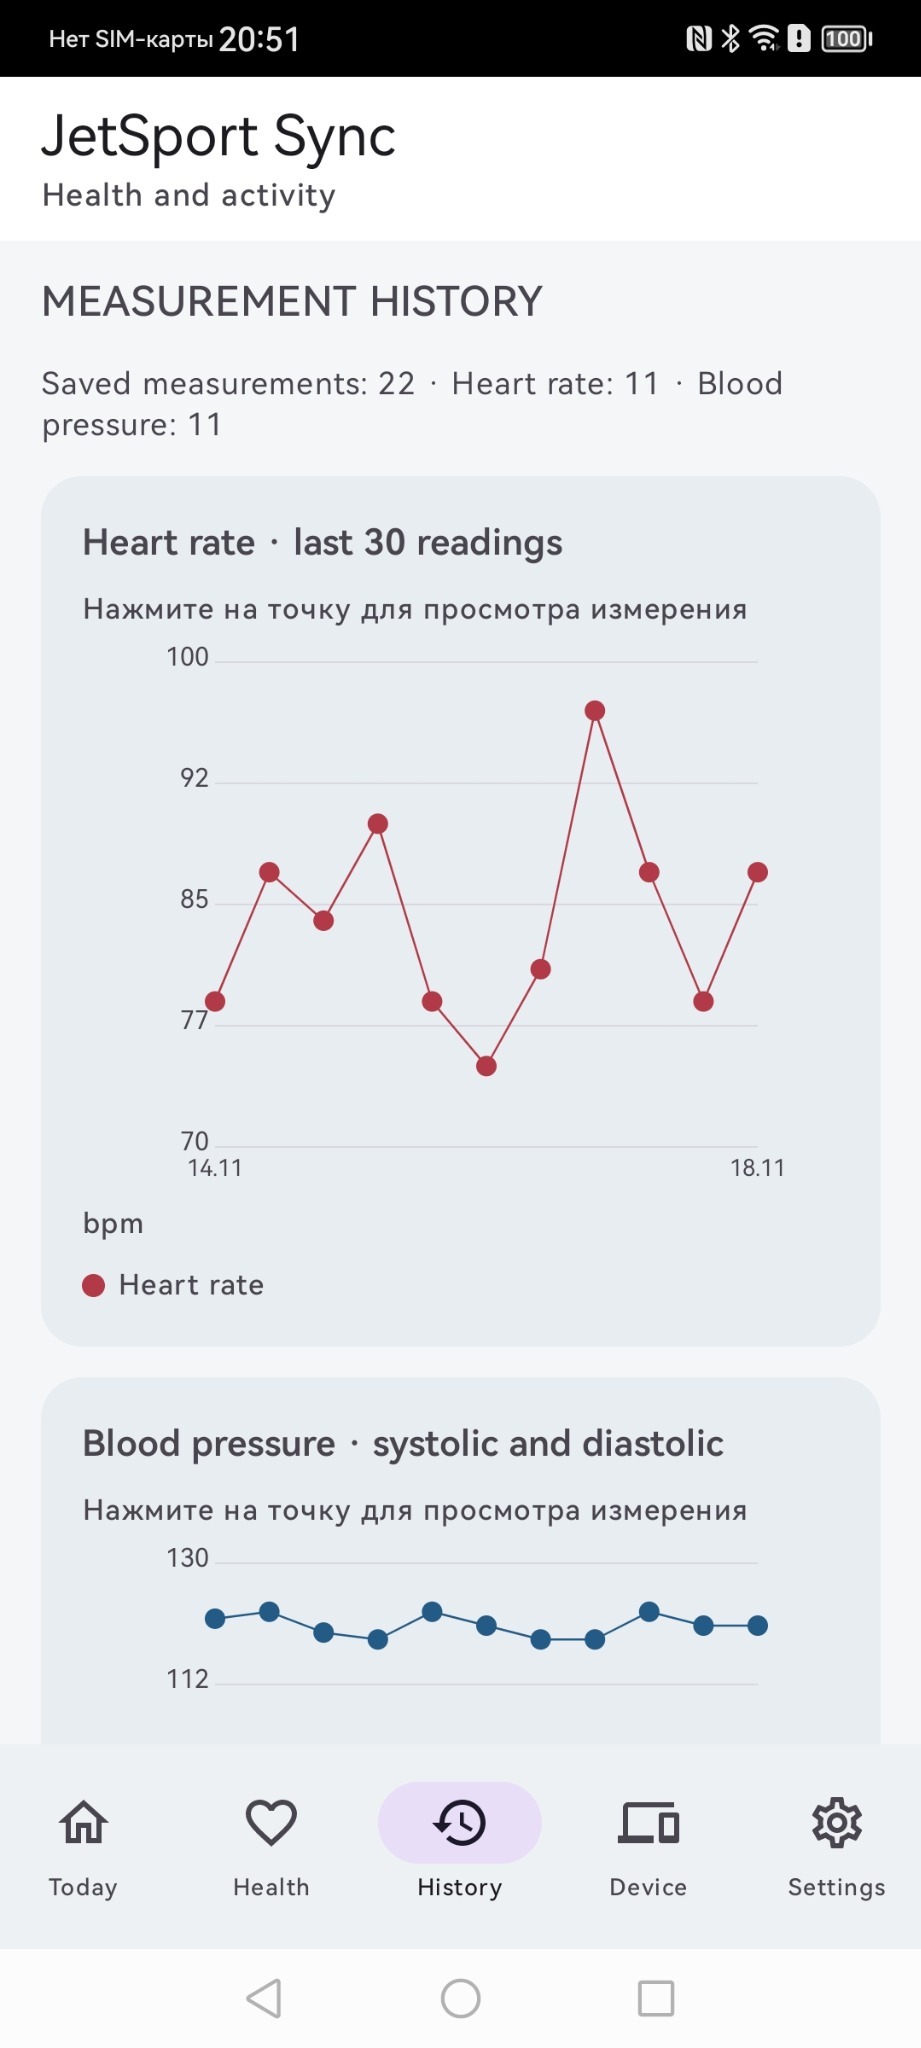 Нет SIM-карты 20:51 100
JetSport Sync
Health and activity
MEASUREMENT HISTORY
Saved measurements: 22 · Heart rate: 11 · Blood
pressure: 11
Heart rate · last 30 readings
Нажмите на точку для просмотра измерения
100
92
85
77
70
14.11 18.11
bpm
Heart rate
Blood pressure · systolic and diastolic
Нажмите на точку для просмотра измерения
130
112
Today Health History Device Settings